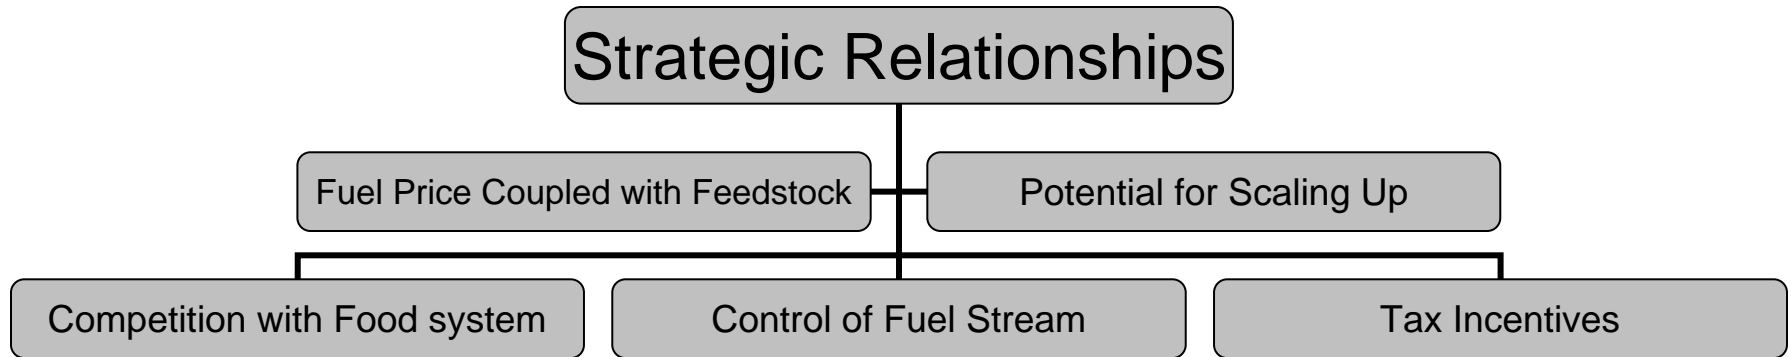 Strategic Relationships
Fuel Price Coupled with Feedstock
Potential for Scaling Up
Competition with Food system
Control of Fuel Stream
Tax Incentives